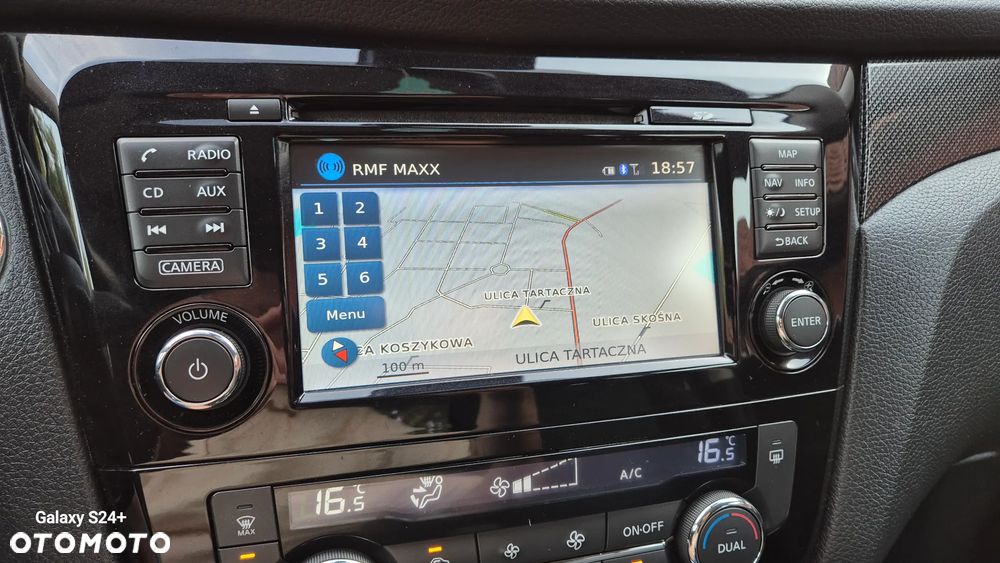 SD
RADIO
CD AUX
CAMERA
VOLUME
RMF MAXX 18:57
1 2
3 4
5 6
Menu
ULICA TARTACZNA
ULICA SKOŚNA
CA KOSZYKOWA
100 m
ULICA TARTACZNA
MAP
NAV INFO
SETUP
BACK
ENTER
16.5 °C
A/C
16.5 °C
MAX
ON·OFF
DUAL
Galaxy S24+
OTOMOTO